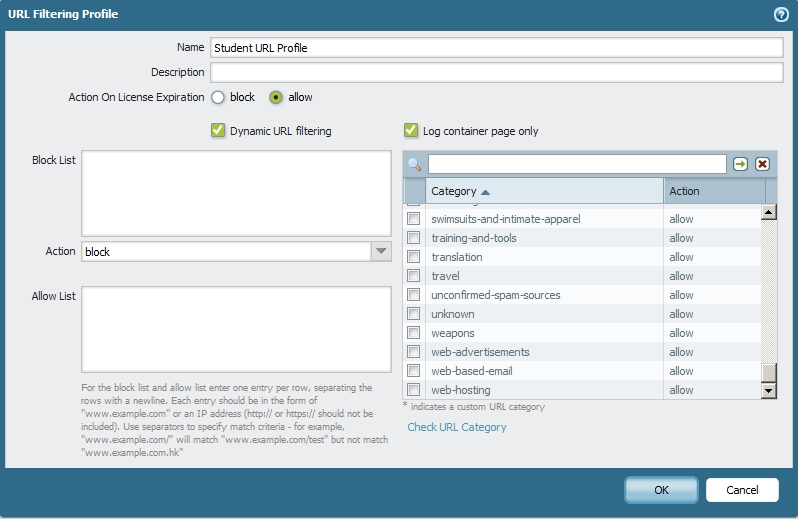 URL Filtering Profile
Name Student URL Profile
Description
Action On License Expiration block allow
Dynamic URL filtering Log container page only
Block List
Category Action
swimsuits-and-intimate-apparel allow
training-and-tools allow
Action block
translation allow
travel allow
Allow List
unconfirmed-spam-sources allow
unknown allow
weapons allow
web-advertisements allow
web-based-email allow
web-hosting allow
For the block list and allow list enter one entry per row, separating the
rows with a newline. Each entry should be in the form of
"www.example.com" or an IP address (http:// or https:// should not be
included). Use separators to specify match criteria - for example,
"www.example.com/" will match "www.example.com/test" but not match
"www.example.com.hk"
* indicates a custom URL category
Check URL Category
OK Cancel